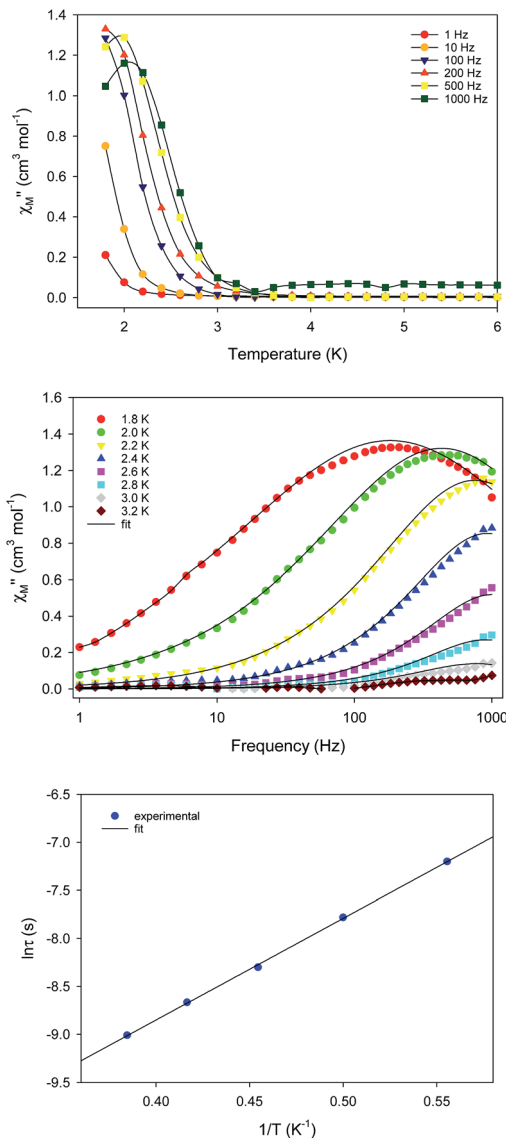 1.4
1.2
1.0
0.8
0.6
0.4
0.2
0.0
χM" (cm³ mol⁻¹)
1 Hz
10 Hz
100 Hz
200 Hz
500 Hz
1000 Hz
2 3 4 5 6
Temperature (K)
1.6
1.4
1.2
1.0
0.8
0.6
0.4
0.2
0.0
χM" (cm³ mol⁻¹)
1.8 K
2.0 K
2.2 K
2.4 K
2.6 K
2.8 K
3.0 K
3.2 K
fit
1 10 100 1000
Frequency (Hz)
-6.5
-7.0
-7.5
-8.0
-8.5
-9.0
-9.5
lnτ (s)
experimental
fit
0.40 0.45 0.50 0.55
1/T (K⁻¹)